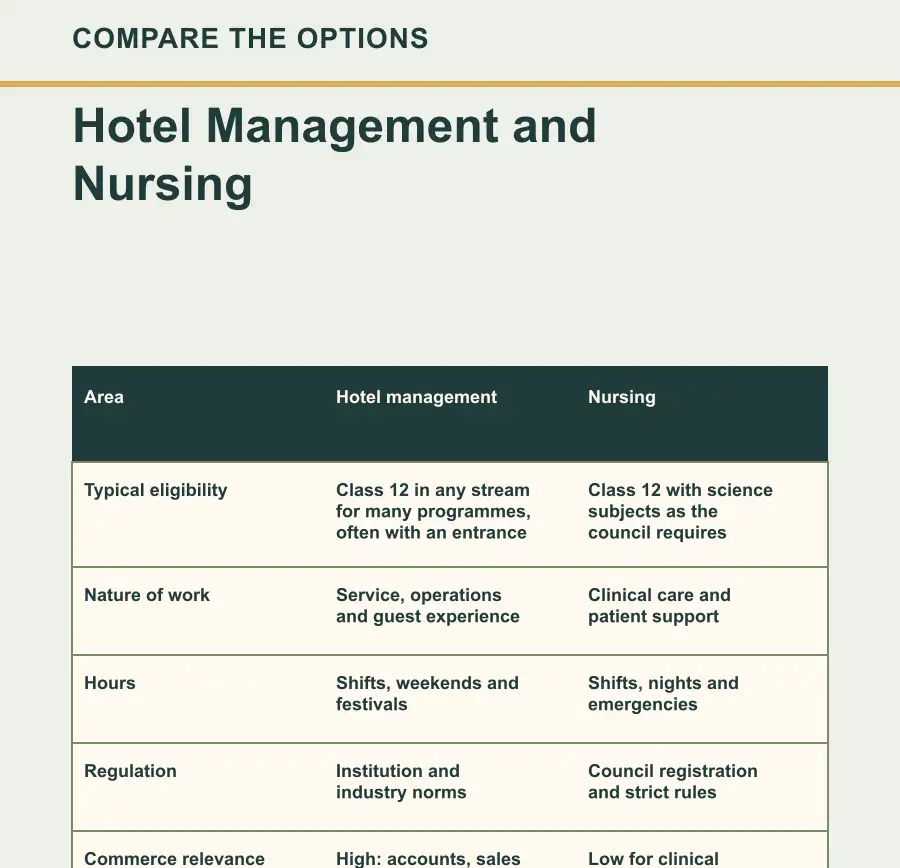 COMPARE THE OPTIONS
Hotel Management and
Nursing
Area
Hotel management
Nursing
Typical eligibility
Class 12 in any stream
for many programmes,
often with an entrance
Class 12 with science
subjects as the
council requires
Nature of work
Service, operations
and guest experience
Clinical care and
patient support
Hours
Shifts, weekends and
festivals
Shifts, nights and
emergencies
Regulation
Institution and
industry norms
Council registration
and strict rules
Commerce relevance
High: accounts, sales
Low for clinical